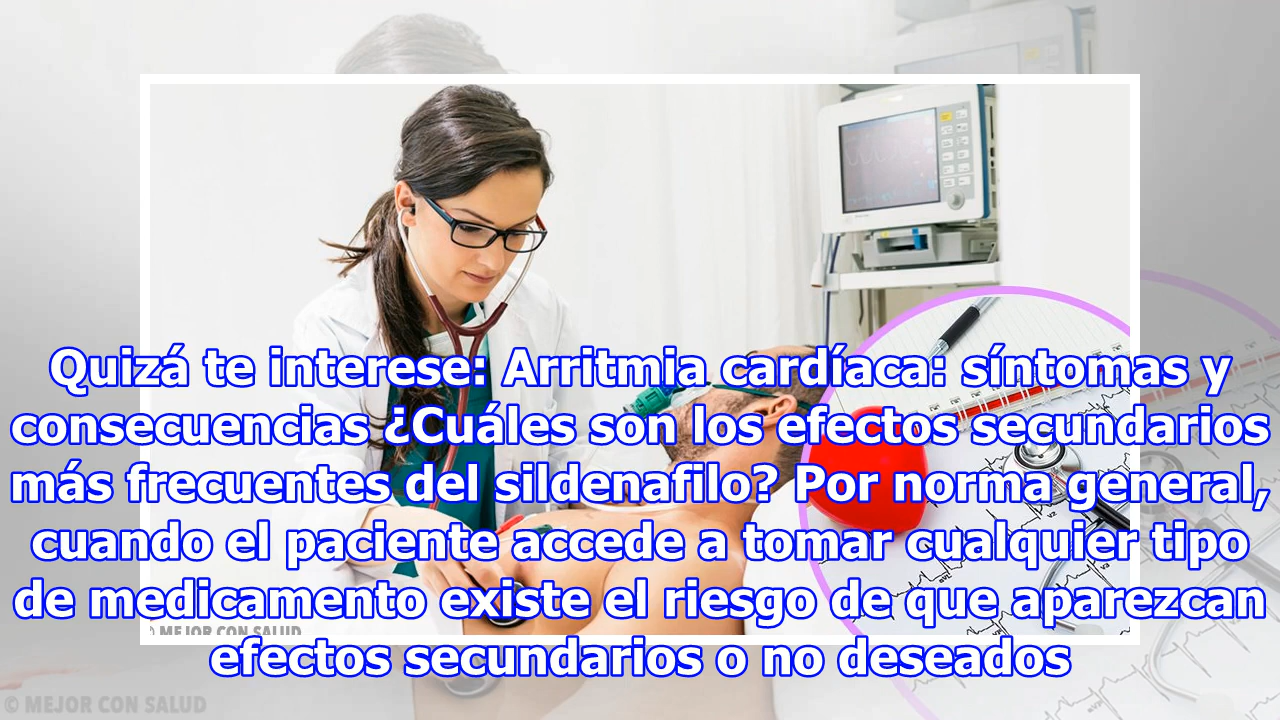 Quizá te interese: Arritmia cardíaca: síntomas y
consecuencias ¿Cuáles son los efectos secundarios
más frecuentes del sildenafilo? Por norma general,
cuando el paciente accede a tomar cualquier tipo
de medicamento existe el riesgo de que aparezcan
efectos secundarios o no deseados
MEJOR CON SALUD
© MEJOR CON SALUD